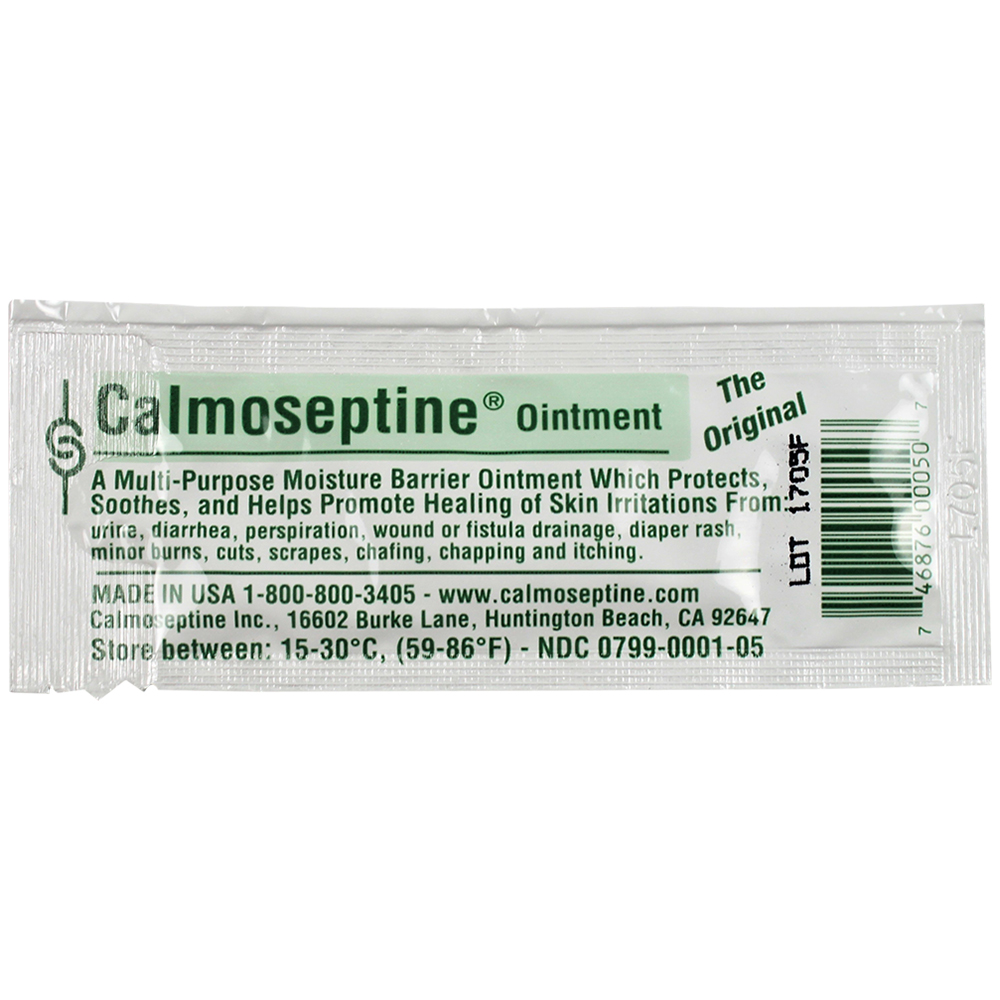 Calmoseptine® Ointment
The
Original
A Multi-Purpose Moisture Barrier Ointment Which Protects,
Soothes, and Helps Promote Healing of Skin Irritations From:
urine, diarrhea, perspiration, wound or fistula drainage, diaper rash,
minor burns, cuts, scrapes, chafing, chapping and itching.
MADE IN USA 1-800-800-3405 - www.calmoseptine.com
Calmoseptine Inc., 16602 Burke Lane, Huntington Beach, CA 92647
Store between: 15-30°C, (59-86°F) - NDC 0799-0001-05
LOT 1705F
7 46876 00050 7
1705F